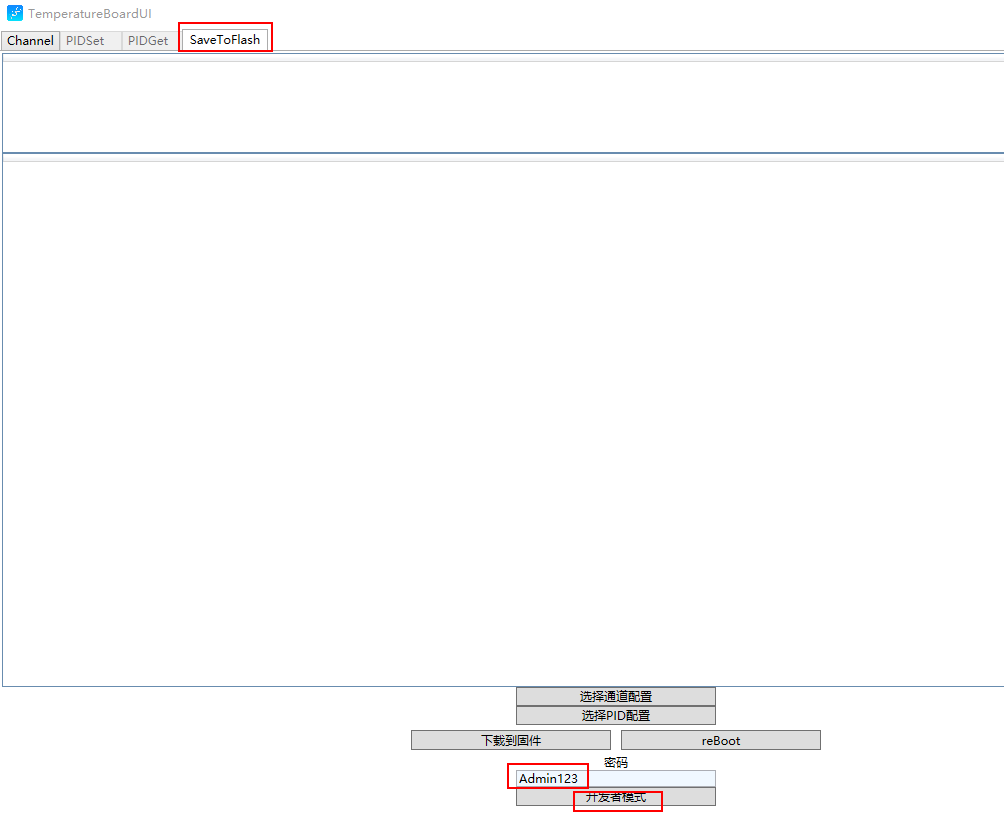 TemperatureBoardUI
Channel PIDSet PIDGet SaveToFlash
选择通道配置
选择PID配置
下载到固件 reBoot
密码
Admin123
开发者模式